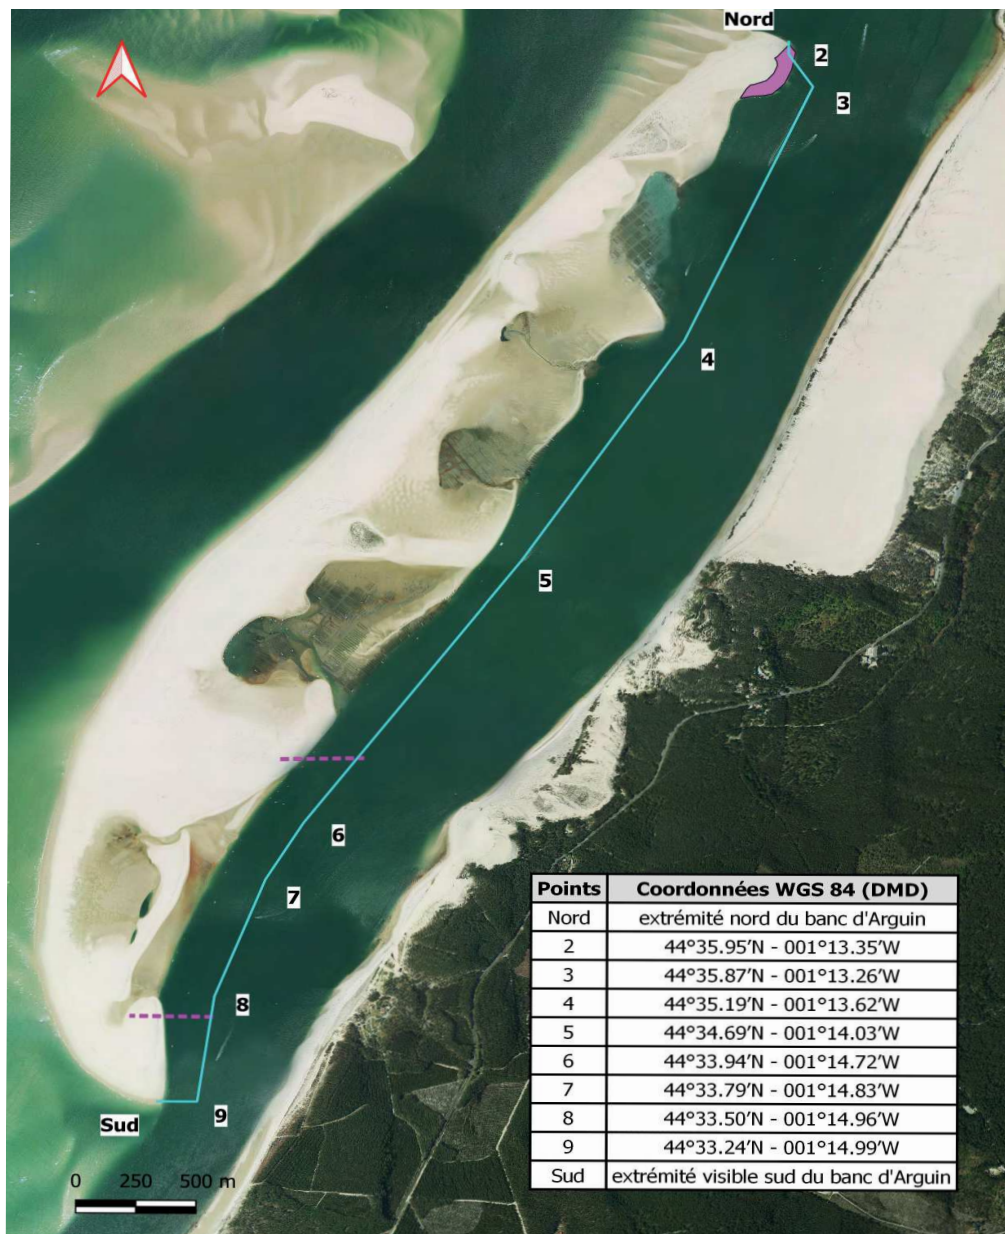 Nord
2
3
4
5
6
7
8
9
Sud
0 250 500 m
Points Coordonnées WGS 84 (DMD)
Nord extrémité nord du banc d'Arguin
2 44°35.95′N - 001°13.35′W
3 44°35.87′N - 001°13.26′W
4 44°35.19′N - 001°13.62′W
5 44°34.69′N - 001°14.03′W
6 44°33.94′N - 001°14.72′W
7 44°33.79′N - 001°14.83′W
8 44°33.50′N - 001°14.96′W
9 44°33.24′N - 001°14.99′W
Sud extrémité visible sud du banc d'Arguin